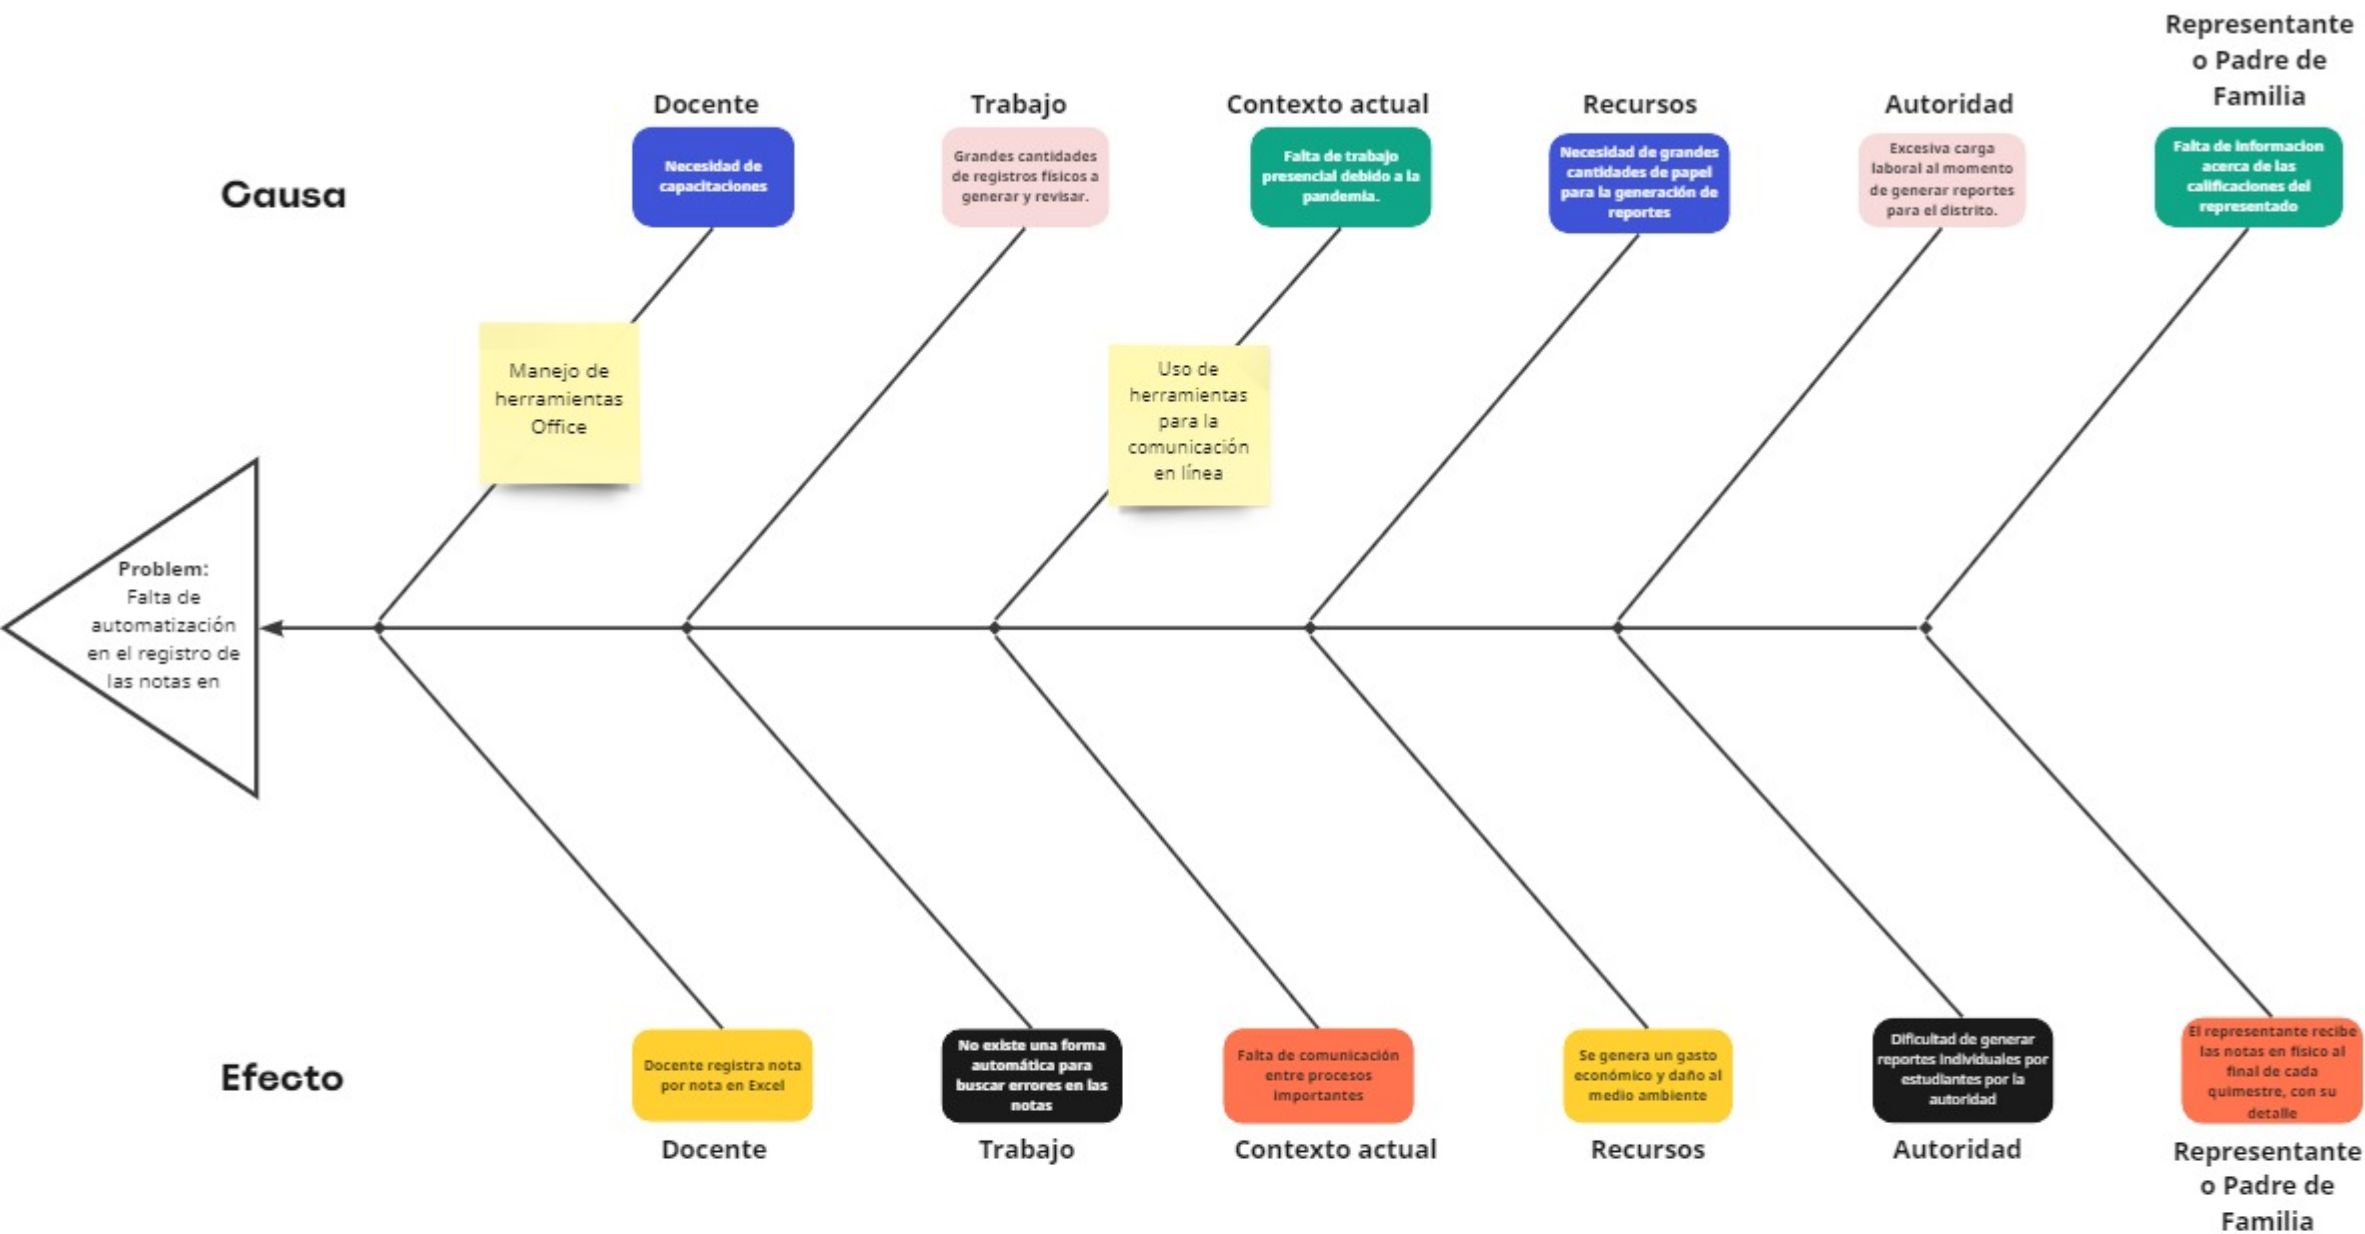 Representante
o Padre de
Familia
Docente
Trabajo
Contexto actual
Recursos
Autoridad
Causa
Necesidad de
capacitaciones
Grandes cantidades
de registros físicos a
generar y revisar.
Falta de trabajo
presencial debido a la
pandemia.
Necesidad de grandes
cantidades de papel
para la generación de
reportes
Excesiva carga
laboral al momento
de generar reportes
para el distrito.
Falta de informacion
acerca de las
calificaciones del
representado
Manejo de
herramientas
Office
Uso de
herramientas
para la
comunicación
en línea
Problem:
Falta de
automatización
en el registro de
las notas en
Efecto
Docente registra nota
por nota en Excel
No existe una forma
automática para
buscar errores en las
notas
Falta de comunicación
entre procesos
importantes
Se genera un gasto
económico y daño al
medio ambiente
Dificultad de generar
reportes individuales por
estudiantes por la
autoridad
El representante recibe
las notas en físico al
final de cada
quimestre, con su
detalle
Docente
Trabajo
Contexto actual
Recursos
Autoridad
Representante
o Padre de
Familia